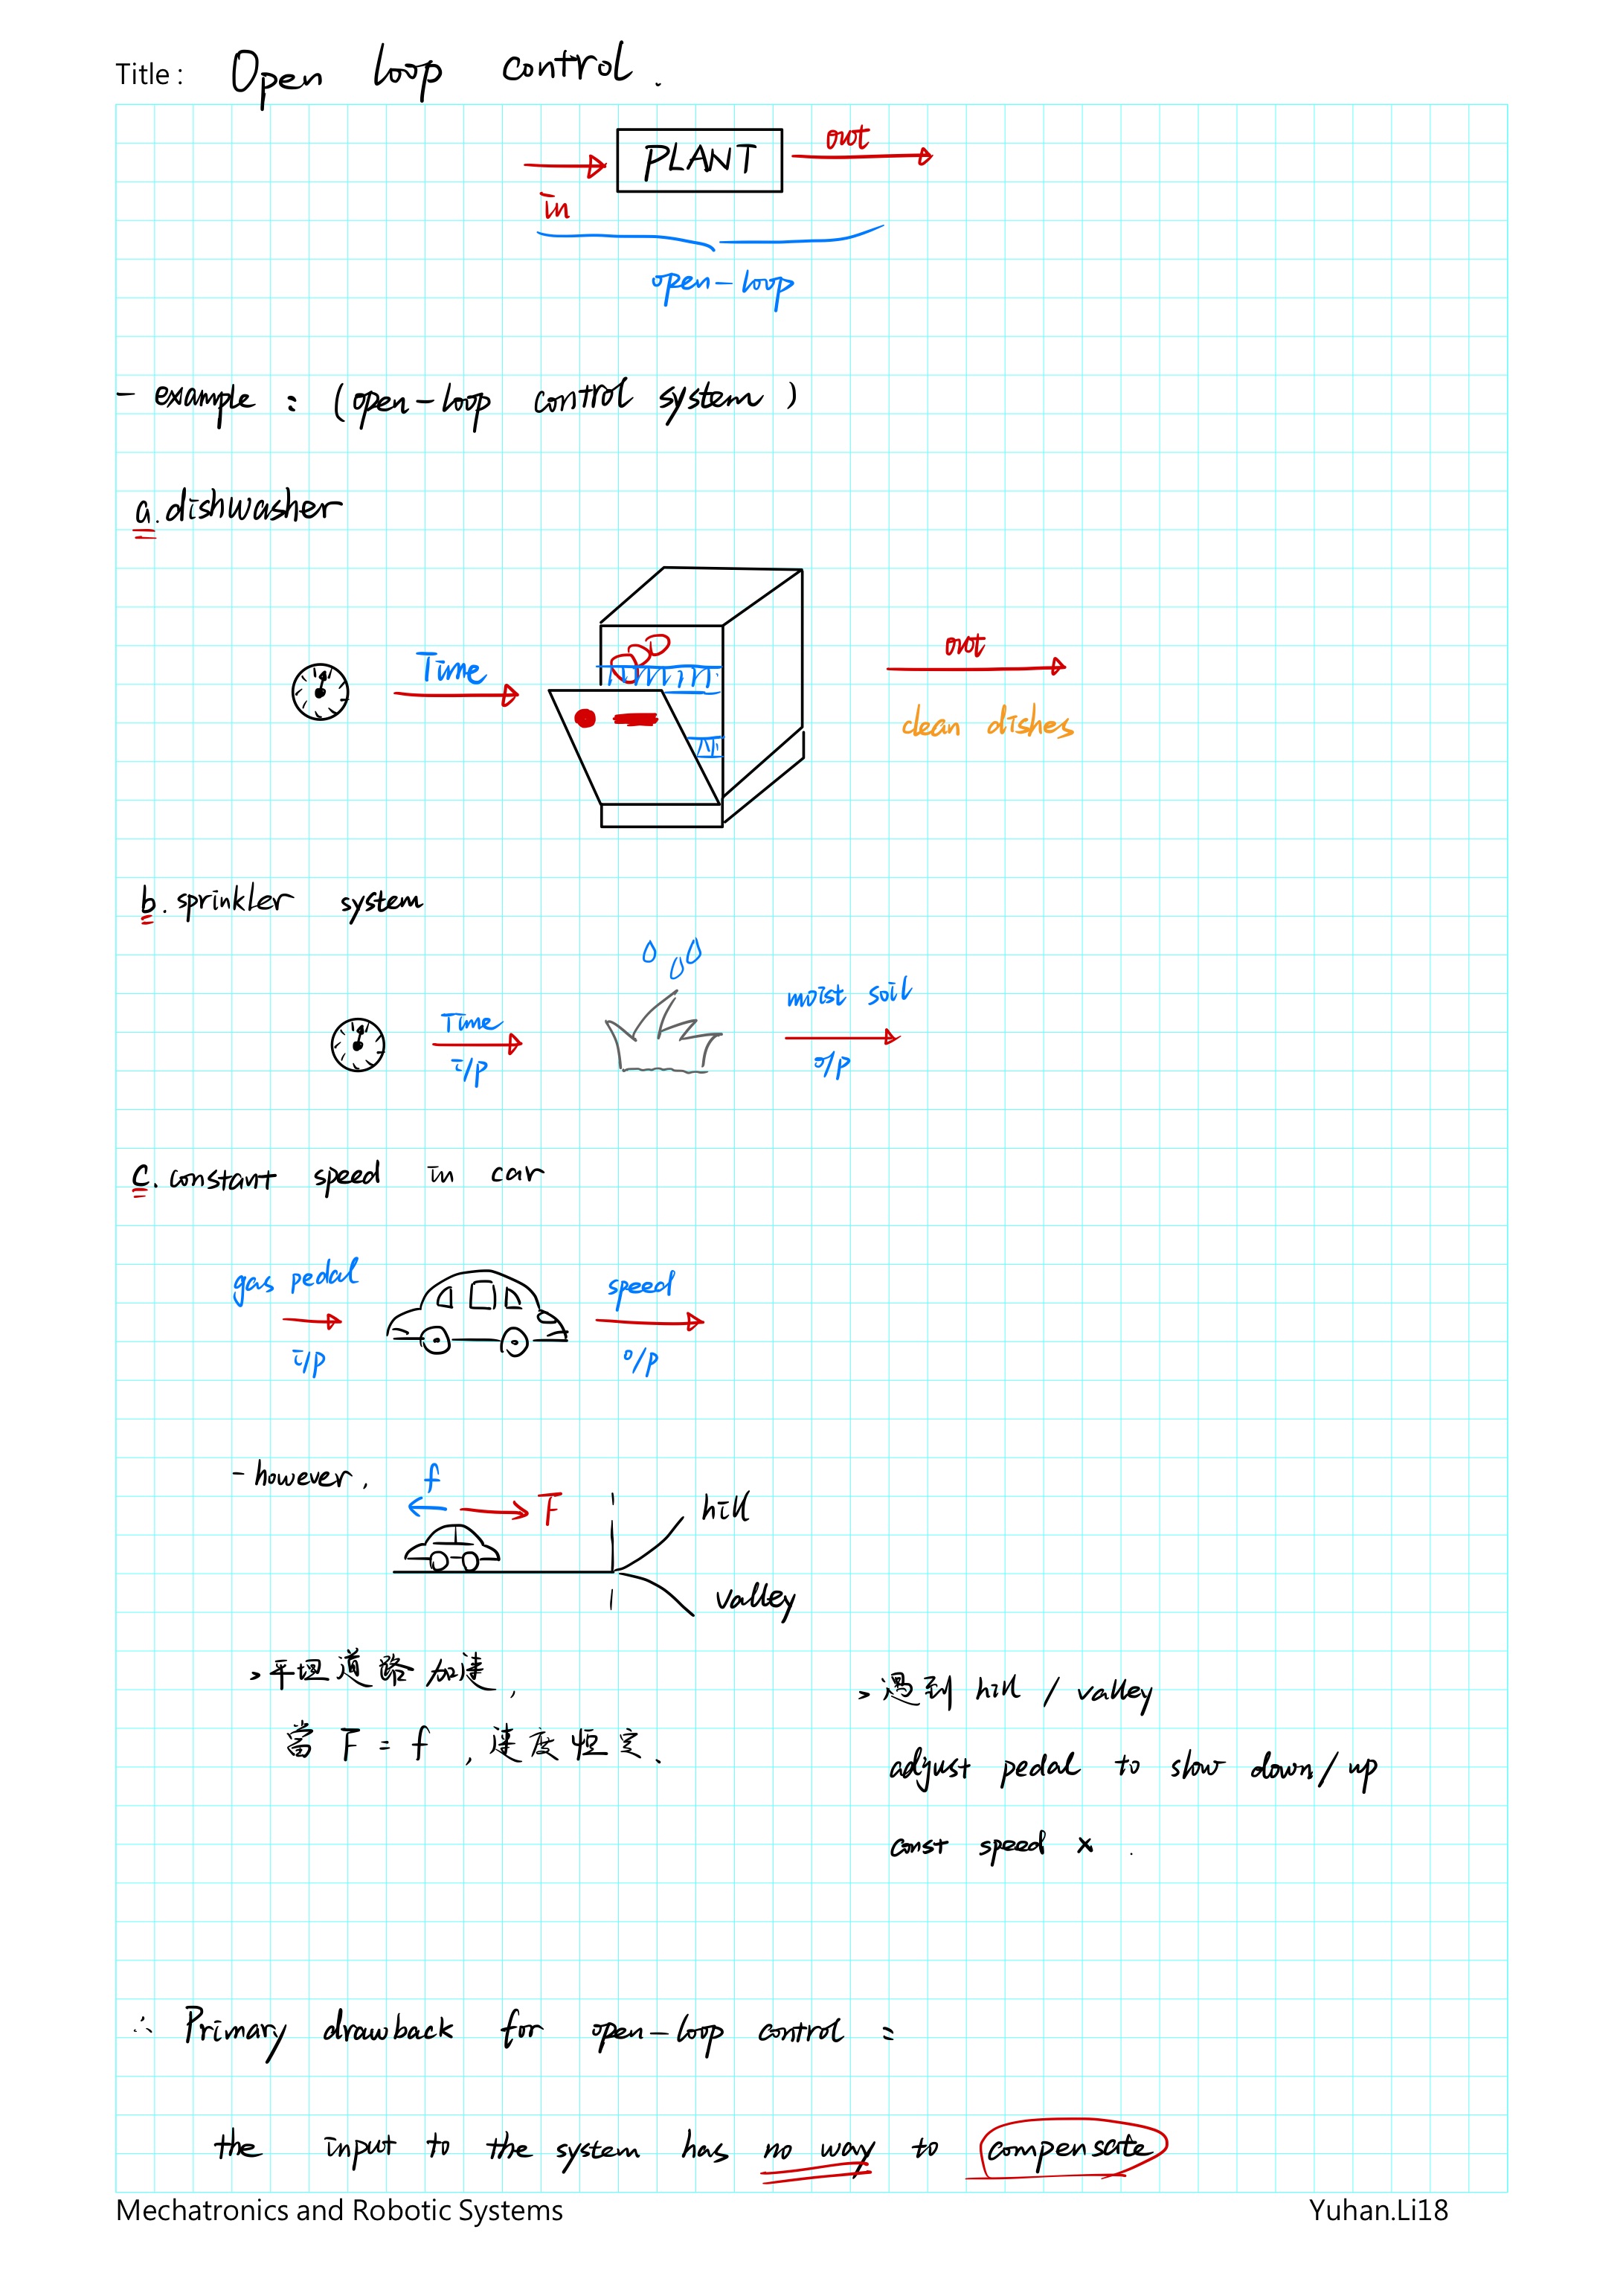 Title : Open loop control.
PLANT
out
in
open-loop
- example : (open-loop control system)
a. dishwasher
Time
out
clean dishes
b. sprinkler system
Time
i/p
moist soil
o/p
c. constant speed in car
gas pedal
i/p
speed
o/p
- however,
f
F
hill
valley
> 平坦道路加速,
當 F = f , 速度恒定、
> 遇到 hill / valley
adjust pedal to slow down / up
const speed x .
∴ Primary drawback for open-loop control :
the input to the system has no way to compensate
Mechatronics and Robotic Systems
Yuhan.Li18